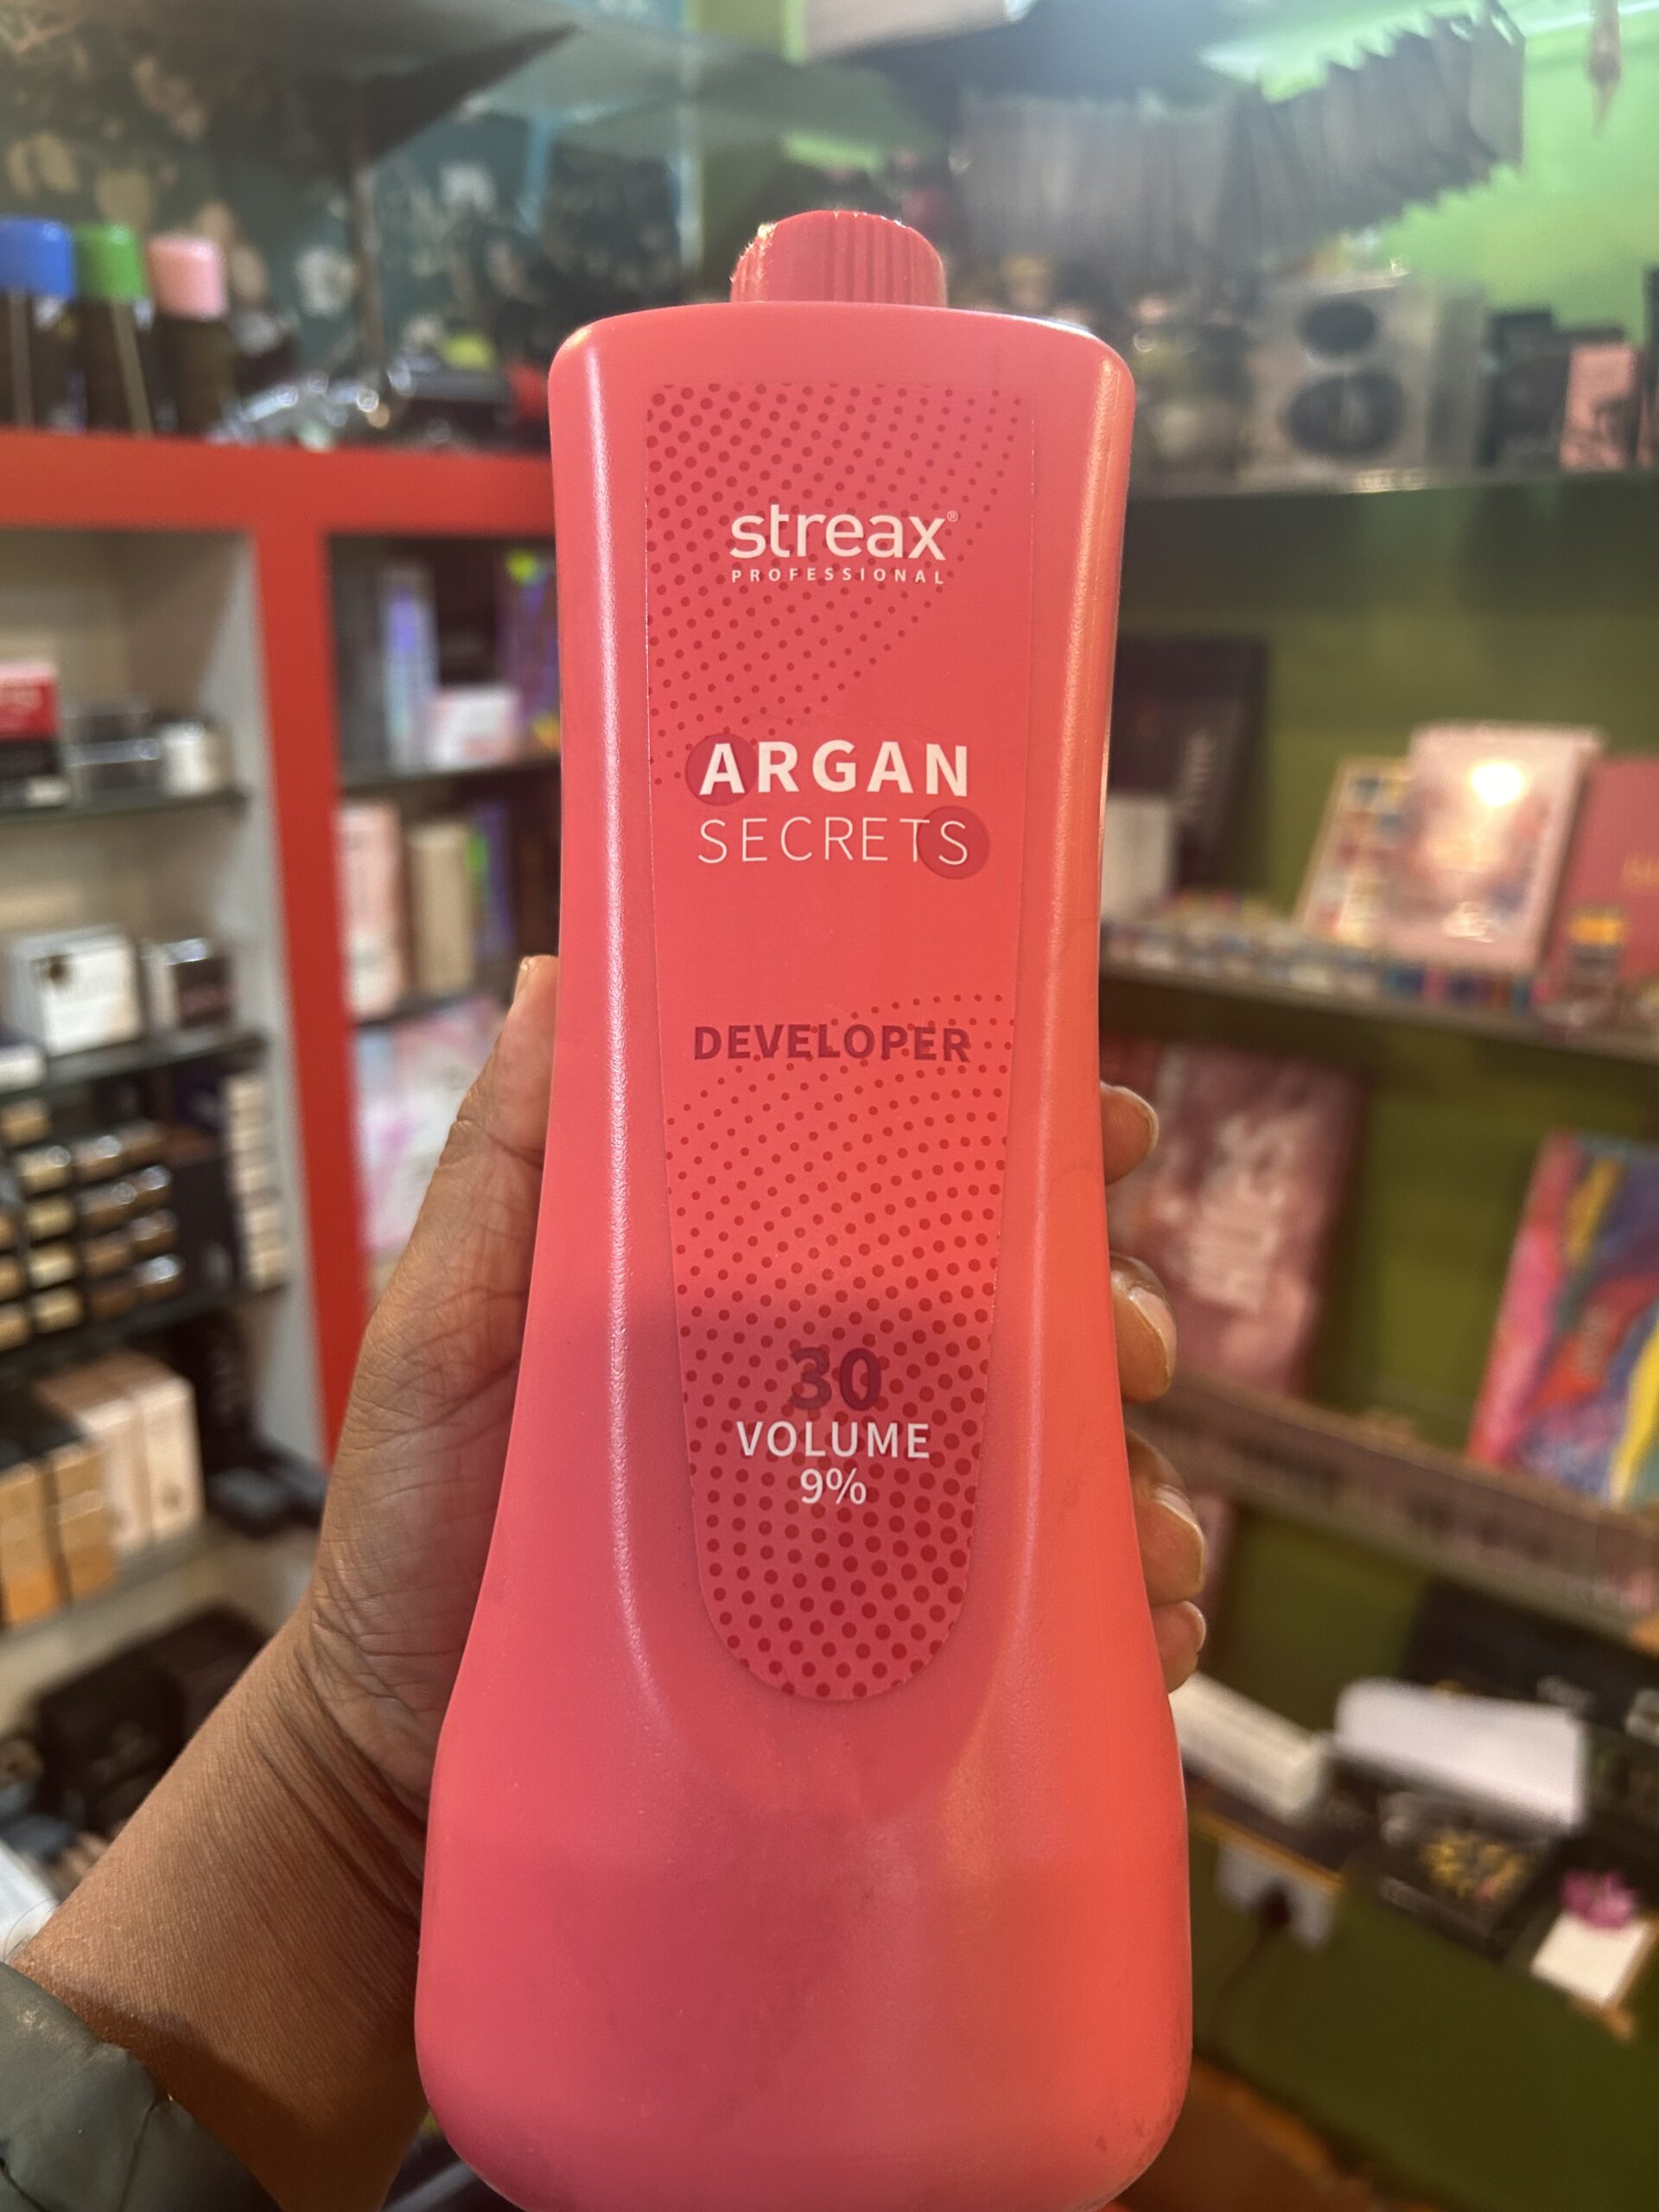 streax®
PROFESSIONAL
ARGAN
SECRETS
DEVELOPER
30
VOLUME
9%